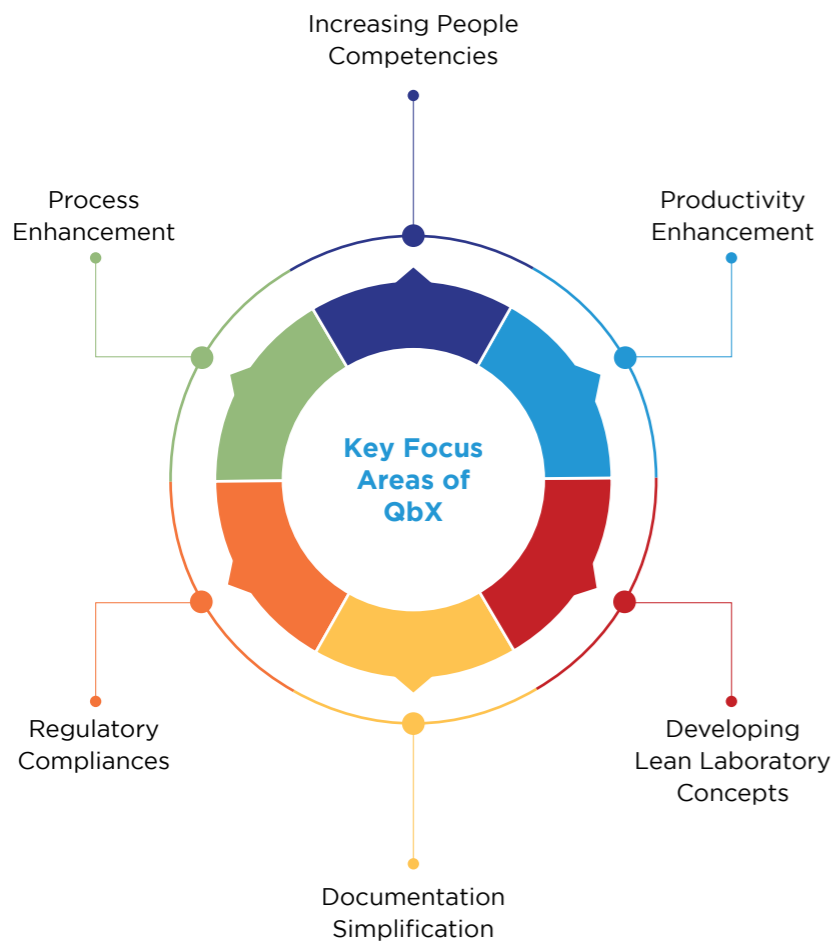 Increasing People
Competencies
Process
Enhancement
Productivity
Enhancement
Key Focus
Areas of
QbX
Regulatory
Compliances
Developing
Lean Laboratory
Concepts
Documentation
Simplification